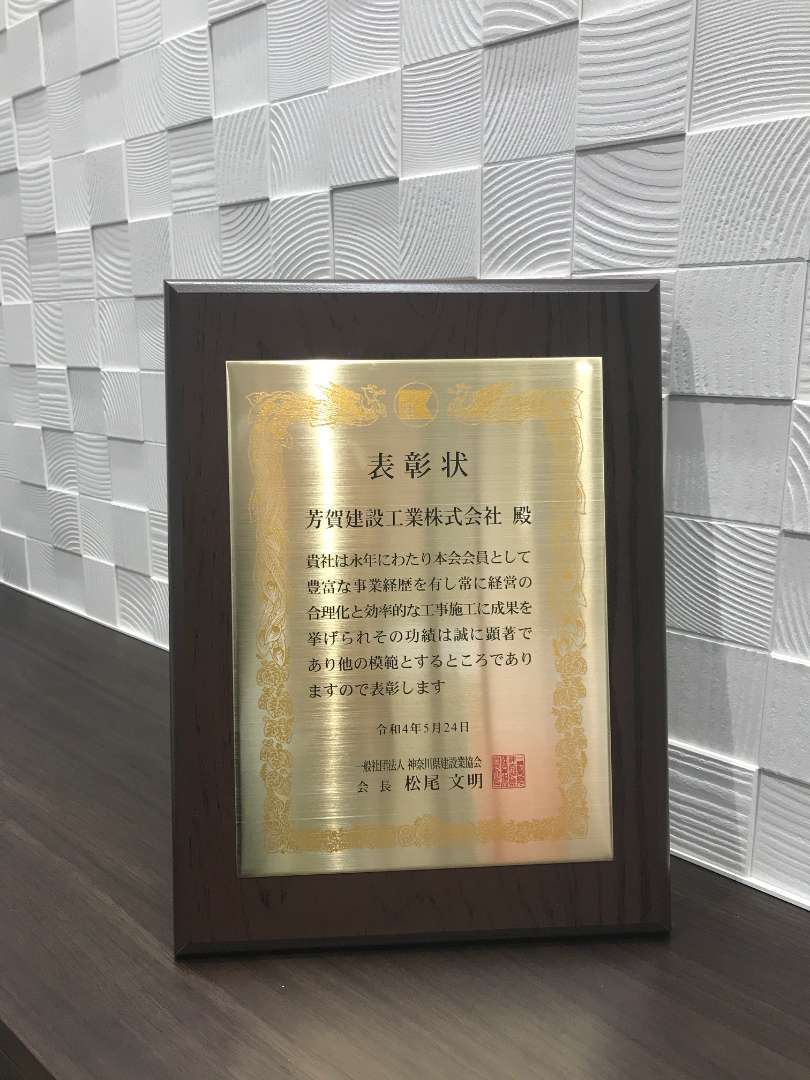 表彰状
芳賀建設工業株式会社 殿
貴社は永年にわたり本会会員として
豊富な事業経歴を有し常に経営の
合理化と効率的な工事施工に成果を
挙げられその功績は誠に顕著で
あり他の模範とするところであり
ますので表彰します
令和4年5月24日
一般社団法人 神奈川県建設業協会
会長 松尾 文明